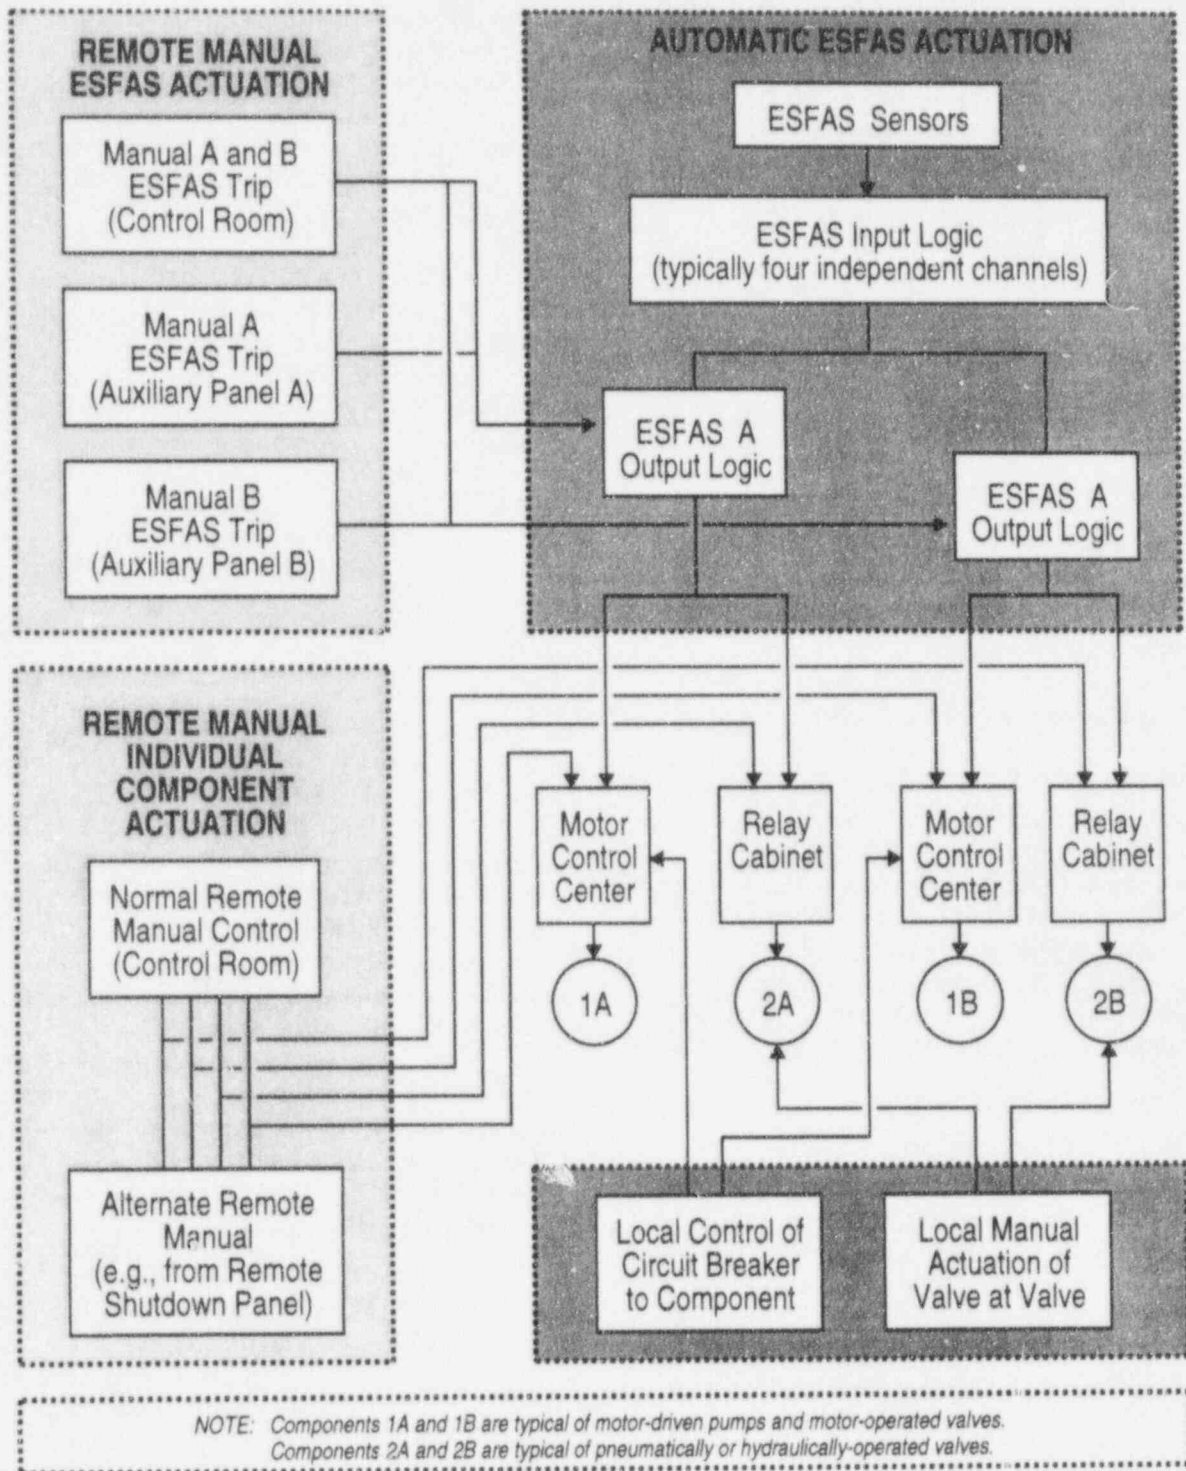 REMOTE MANUAL
ESFAS ACTUATION
Manual A and B
ESFAS Trip
(Control Room)
Manual A
ESFAS Trip
(Auxiliary Panel A)
Manual B
ESFAS Trip
(Auxiliary Panel B)
AUTOMATIC ESFAS ACTUATION
ESFAS Sensors
ESFAS Input Logic
(typically four independent channels)
ESFAS A
Output Logic
ESFAS A
Output Logic
REMOTE MANUAL
INDIVIDUAL
COMPONENT
ACTUATION
Normal Remote
Manual Control
(Control Room)
Alternate Remote
Manual
(e.g., from Remote
Shutdown Panel)
Motor
Control
Center
Relay
Cabinet
Motor
Control
Center
Relay
Cabinet
1A
2A
1B
2B
Local Control of
Circuit Breaker
to Component
Local Manual
Actuation of
Valve at Valve
NOTE: Components 1A and 1B are typical of motor-driven pumps and motor-operated valves.
Components 2A and 2B are typical of pneumatically or hydraulically-operated valves.